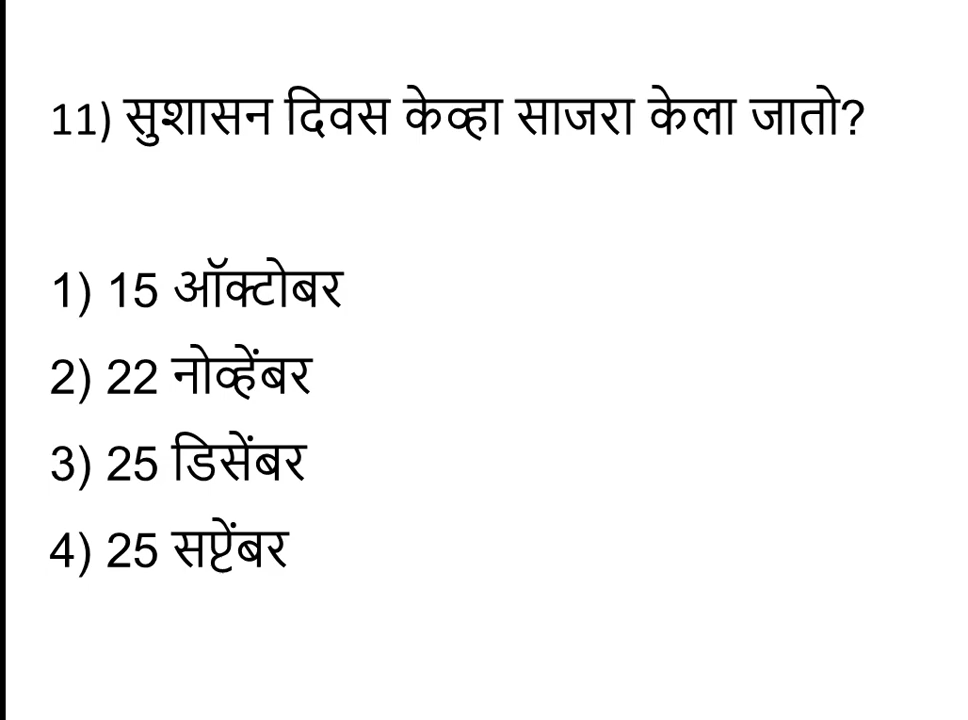 11) सुशासन दिवस केव्हा साजरा केला जातो?
1) 15 ऑक्टोबर
2) 22 नोव्हेंबर
3) 25 डिसेंबर
4) 25 सप्टेंबर